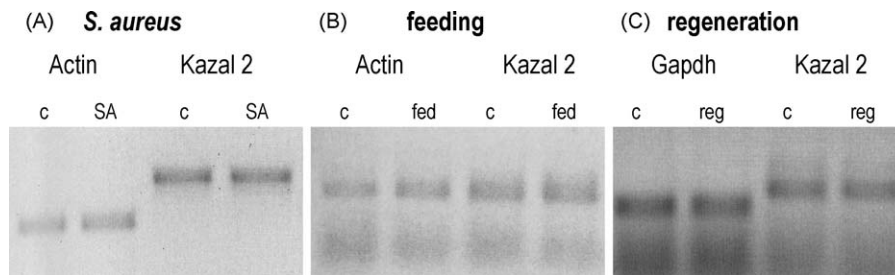 (A) S. aureus
Actin Kazal 2
c SA c SA
(B) feeding
Actin Kazal 2
c fed c fed
(C) regeneration
Gapdh Kazal 2
c reg c reg